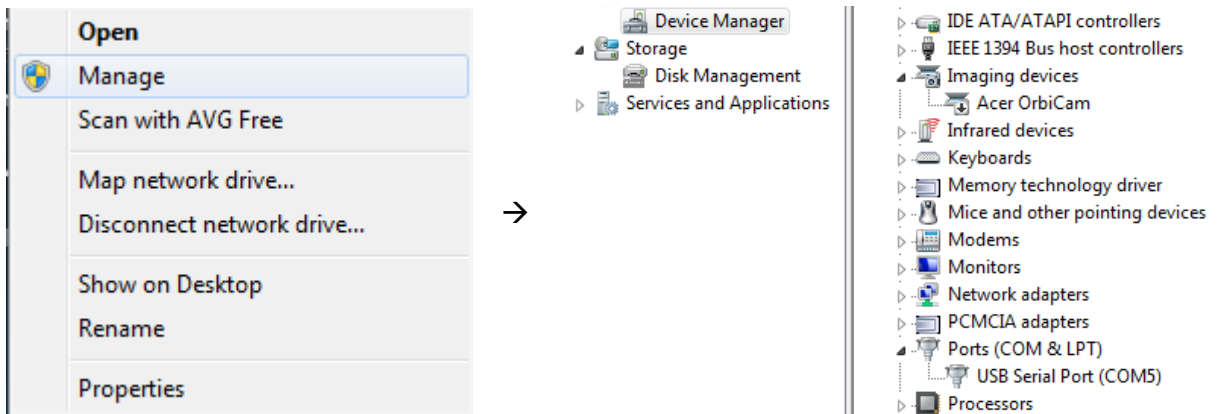 Open
Manage
Scan with AVG Free
Map network drive...
Disconnect network drive...
Show on Desktop
Rename
Properties
→
Device Manager
Storage
Disk Management
Services and Applications
IDE ATA/ATAPI controllers
IEEE 1394 Bus host controllers
Imaging devices
Acer OrbiCam
Infrared devices
Keyboards
Memory technology driver
Mice and other pointing devices
Modems
Monitors
Network adapters
PCMCIA adapters
Ports (COM & LPT)
USB Serial Port (COM5)
Processors